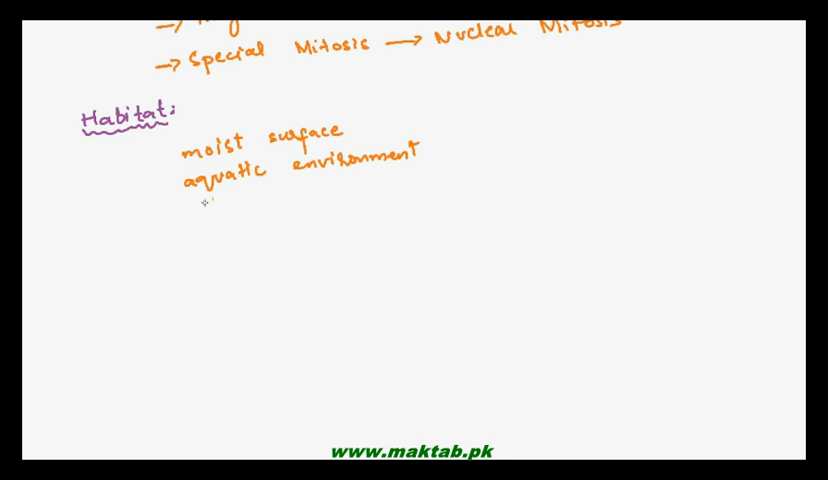 →
→ Special Mitosis → Nuclear Mitosis
Habitat:
moist surface
aquatic environment
www.maktab.pk